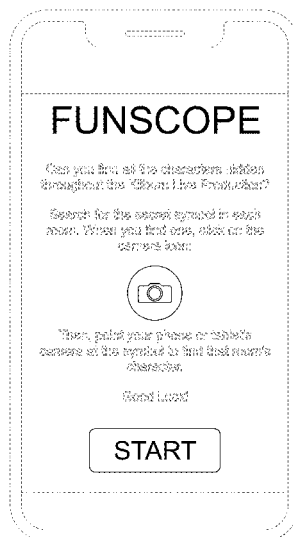 FUNSCOPE
Can you find all the characters hidden
throughout the Live Production?
Search for the secret symbol in each
room. When you find one, click on the
camera icon:
Then, point your phone or tablet's
camera at the symbol to find that room's
character.
Good Luck!
START